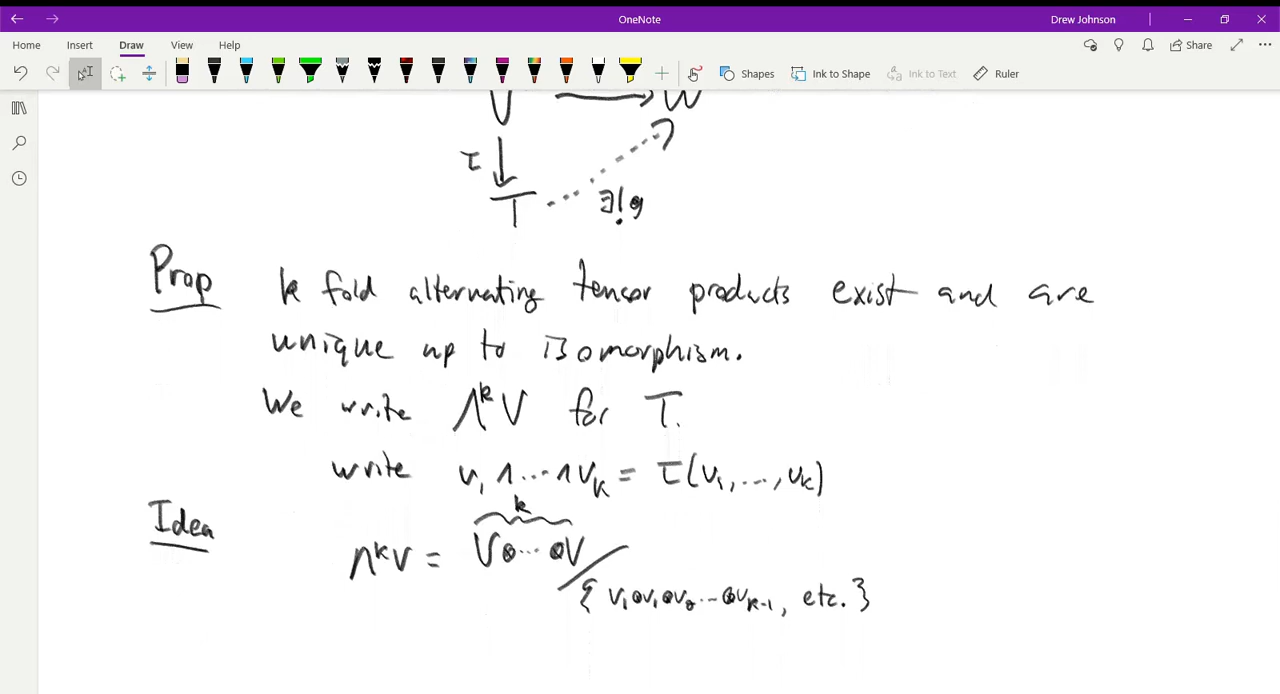 OneNote
Drew Johnson
Home Insert Draw View Help
Share
Shapes Ink to Shape Ink to Text Ruler
V → W
τ
T ∃!g
Prop k fold alternating tensor products exist and are
unique up to isomorphism.
We write Λ^k V for T.
write v₁ ∧ ... ∧ v_k = τ(v₁, ..., v_k)
k
Idea Λ^k V = V⊗...⊗V /
{ v₁⊗v₁⊗v₂...⊗v_{k-1}, etc. }